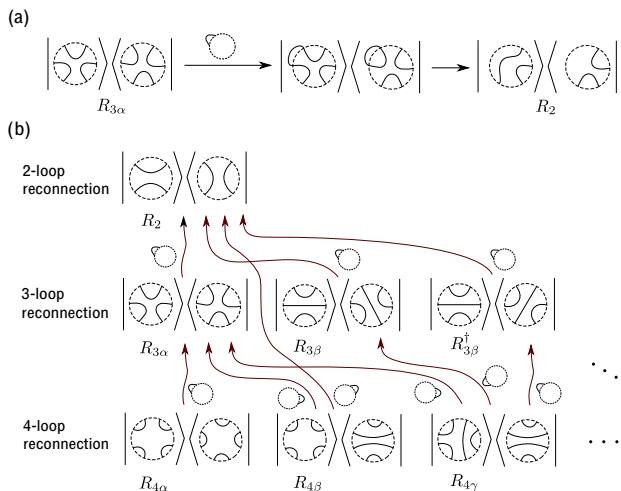 (a)
R3α
R2
(b)
2-loop
reconnection
R2
3-loop
reconnection
R3α
R3β
R†3β
4-loop
reconnection
R4α
R4β
R4γ